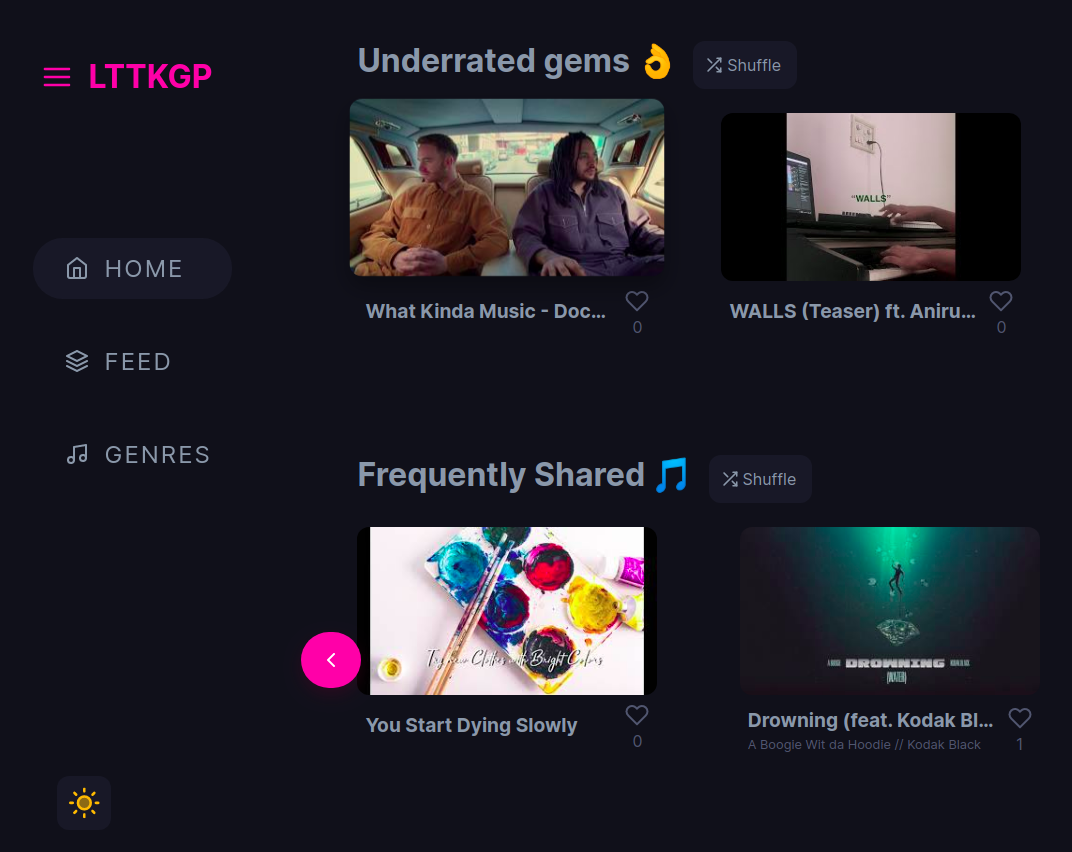 LTTKGP
HOME
FEED
GENRES
Underrated gems 👌
Shuffle
What Kinda Music - Doc...
0
"WALLS"
WALLS (Teaser) ft. Aniru...
0
Frequently Shared 🎵
Shuffle
Try new Clothes with Bright Colors
You Start Dying Slowly
0
DROWNING
(WATER)
Drowning (feat. Kodak Bl...
A Boogie Wit da Hoodie // Kodak Black
1